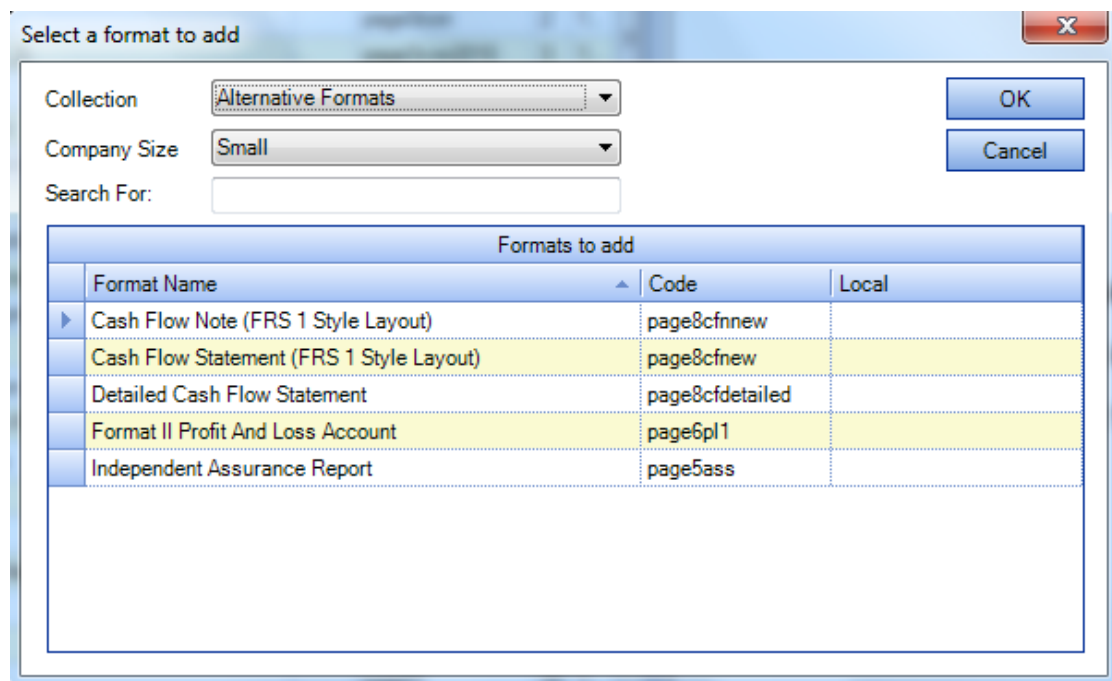 Select a format to add
Collection Alternative Formats OK
Company Size Small Cancel
Search For:
Formats to add
Format Name Code Local
Cash Flow Note (FRS 1 Style Layout) page8cfnnew
Cash Flow Statement (FRS 1 Style Layout) page8cfnew
Detailed Cash Flow Statement page8cfdetailed
Format II Profit And Loss Account page6pl1
Independent Assurance Report page5ass